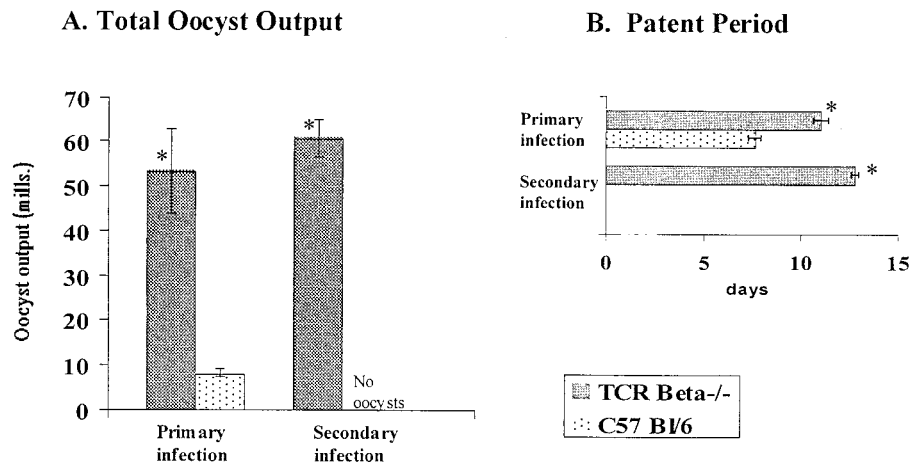 A. Total Oocyst Output
Oocyst output (mills.)
70
60
50
40
30
20
10
0
*
*
No
oocysts
Primary
infection
Secondary
infection
B. Patent Period
Primary
infection
Secondary
infection
*
*
0 5 10 15
days
TCR Beta-/-
C57 Bl/6